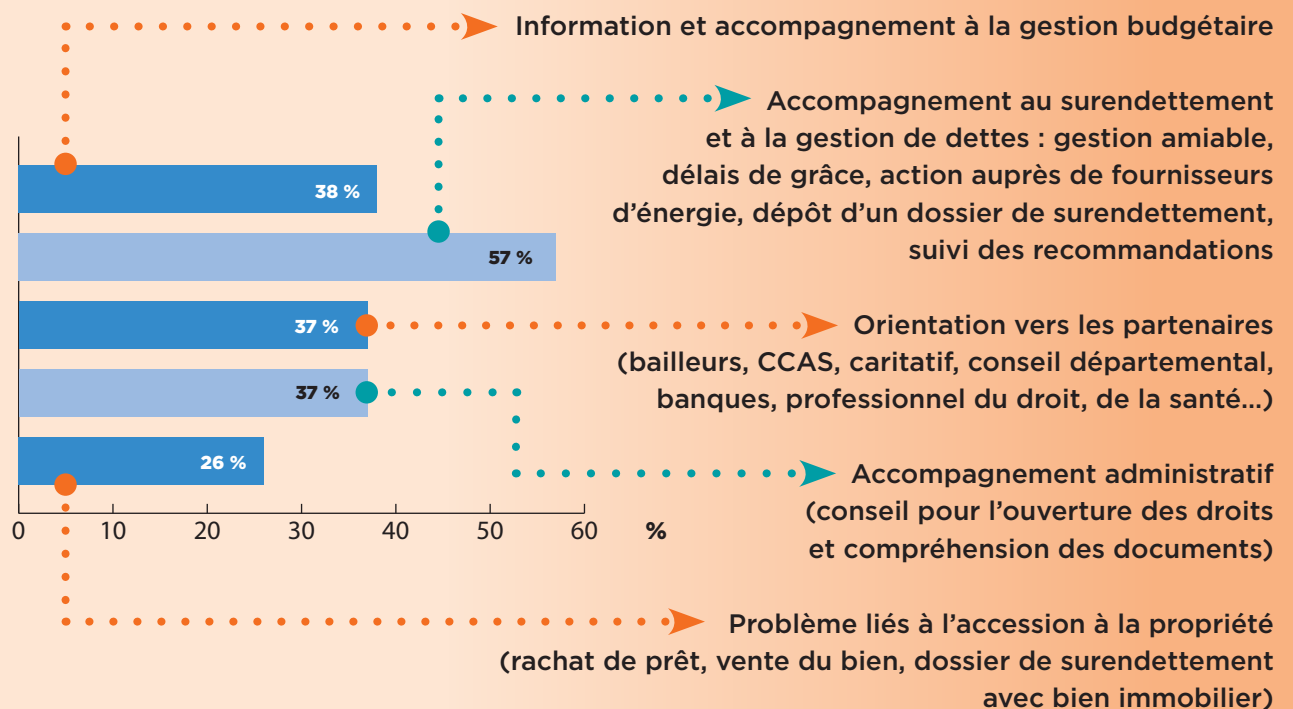 Information et accompagnement à la gestion budgétaire
Accompagnement au surendettement
et à la gestion de dettes : gestion amiable,
délais de grâce, action auprès de fournisseurs
d’énergie, dépôt d’un dossier de surendettement,
suivi des recommandations
38 %
57 %
37 %
37 %
26 %
0 10 20 30 40 50 60 %
Orientation vers les partenaires
(bailleurs, CCAS, caritatif, conseil départemental,
banques, professionnel du droit, de la santé...)
Accompagnement administratif
(conseil pour l’ouverture des droits
et compréhension des documents)
Problème liés à l’accession à la propriété
(rachat de prêt, vente du bien, dossier de surendettement
avec bien immobilier)